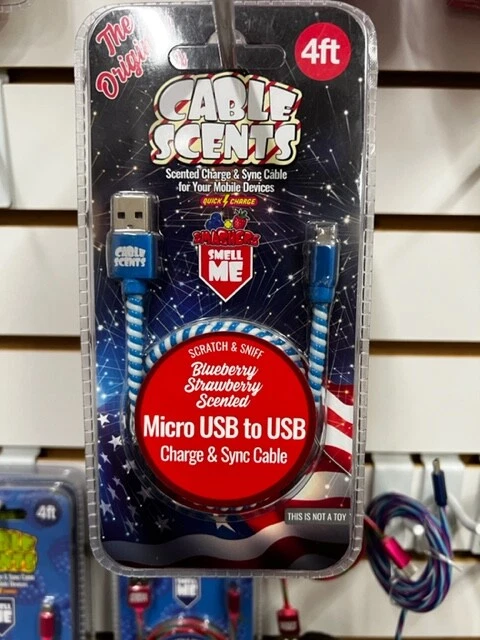 The
4ft
CABLE
SCENTS
Scented Charge & Sync Cable
for Your Mobile Devices
QUICK CHARGE
CABLE
SCENTS
SMELL
ME
SCRATCH & SNIFF
Blueberry
Strawberry
Scented
Micro USB to USB
Charge & Sync Cable
THIS IS NOT A TOY
4ft
ME